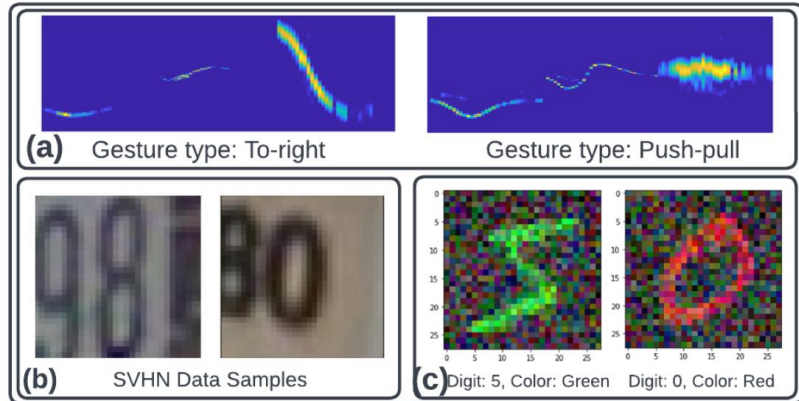 (a)
Gesture type: To-right
Gesture type: Push-pull
98
80
(b)
SVHN Data Samples
0
5
10
15
20
25
0 5 10 15 20 25
0
5
10
15
20
25
0 5 10 15 20 25
(c)
Digit: 5, Color: Green
Digit: 0, Color: Red